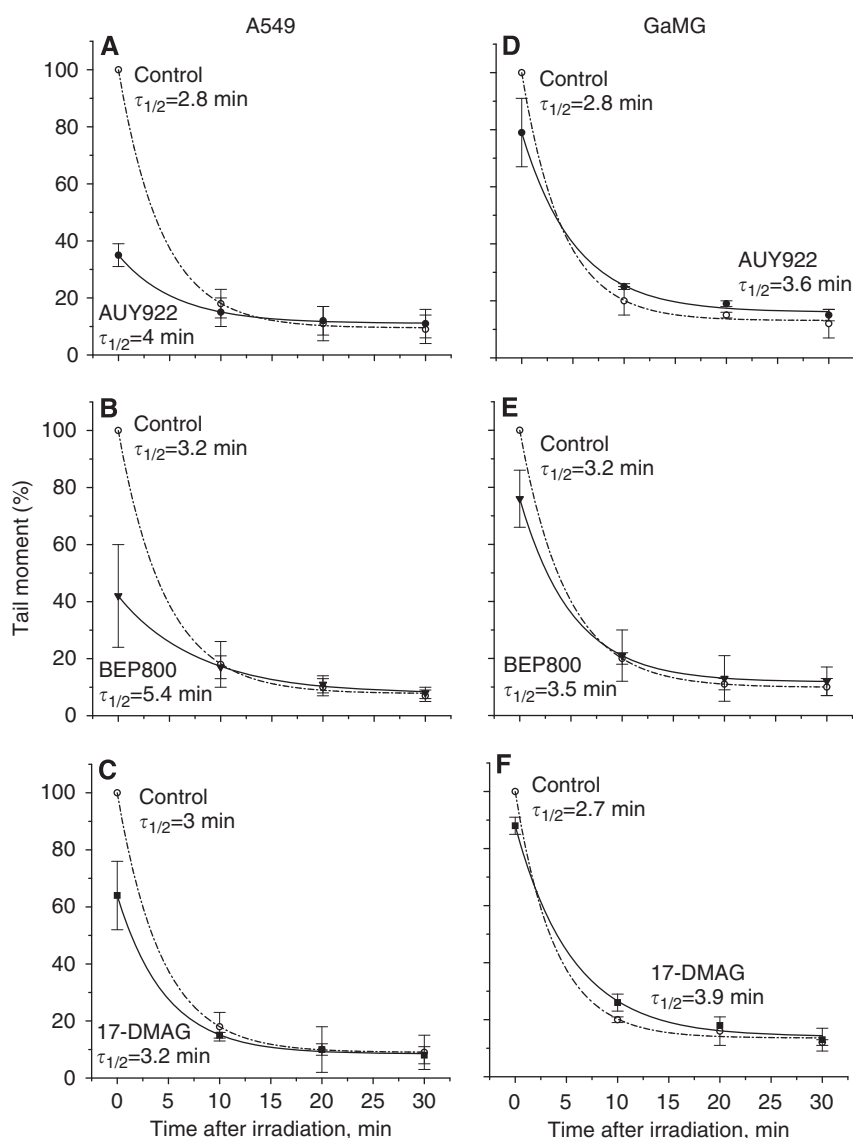 A549
GaMG
A
100
80
60
40
20
0
Control
τ1/2=2.8 min
AUY922
τ1/2=4 min
D
Control
τ1/2=2.8 min
AUY922
τ1/2=3.6 min
Tail moment (%)
B
100
80
60
40
20
0
Control
τ1/2=3.2 min
BEP800
τ1/2=5.4 min
E
Control
τ1/2=3.2 min
BEP800
τ1/2=3.5 min
C
100
80
60
40
20
0
Control
τ1/2=3 min
17-DMAG
τ1/2=3.2 min
0 5 10 15 20 25 30
Time after irradiation, min
F
Control
τ1/2=2.7 min
17-DMAG
τ1/2=3.9 min
0 5 10 15 20 25 30
Time after irradiation, min